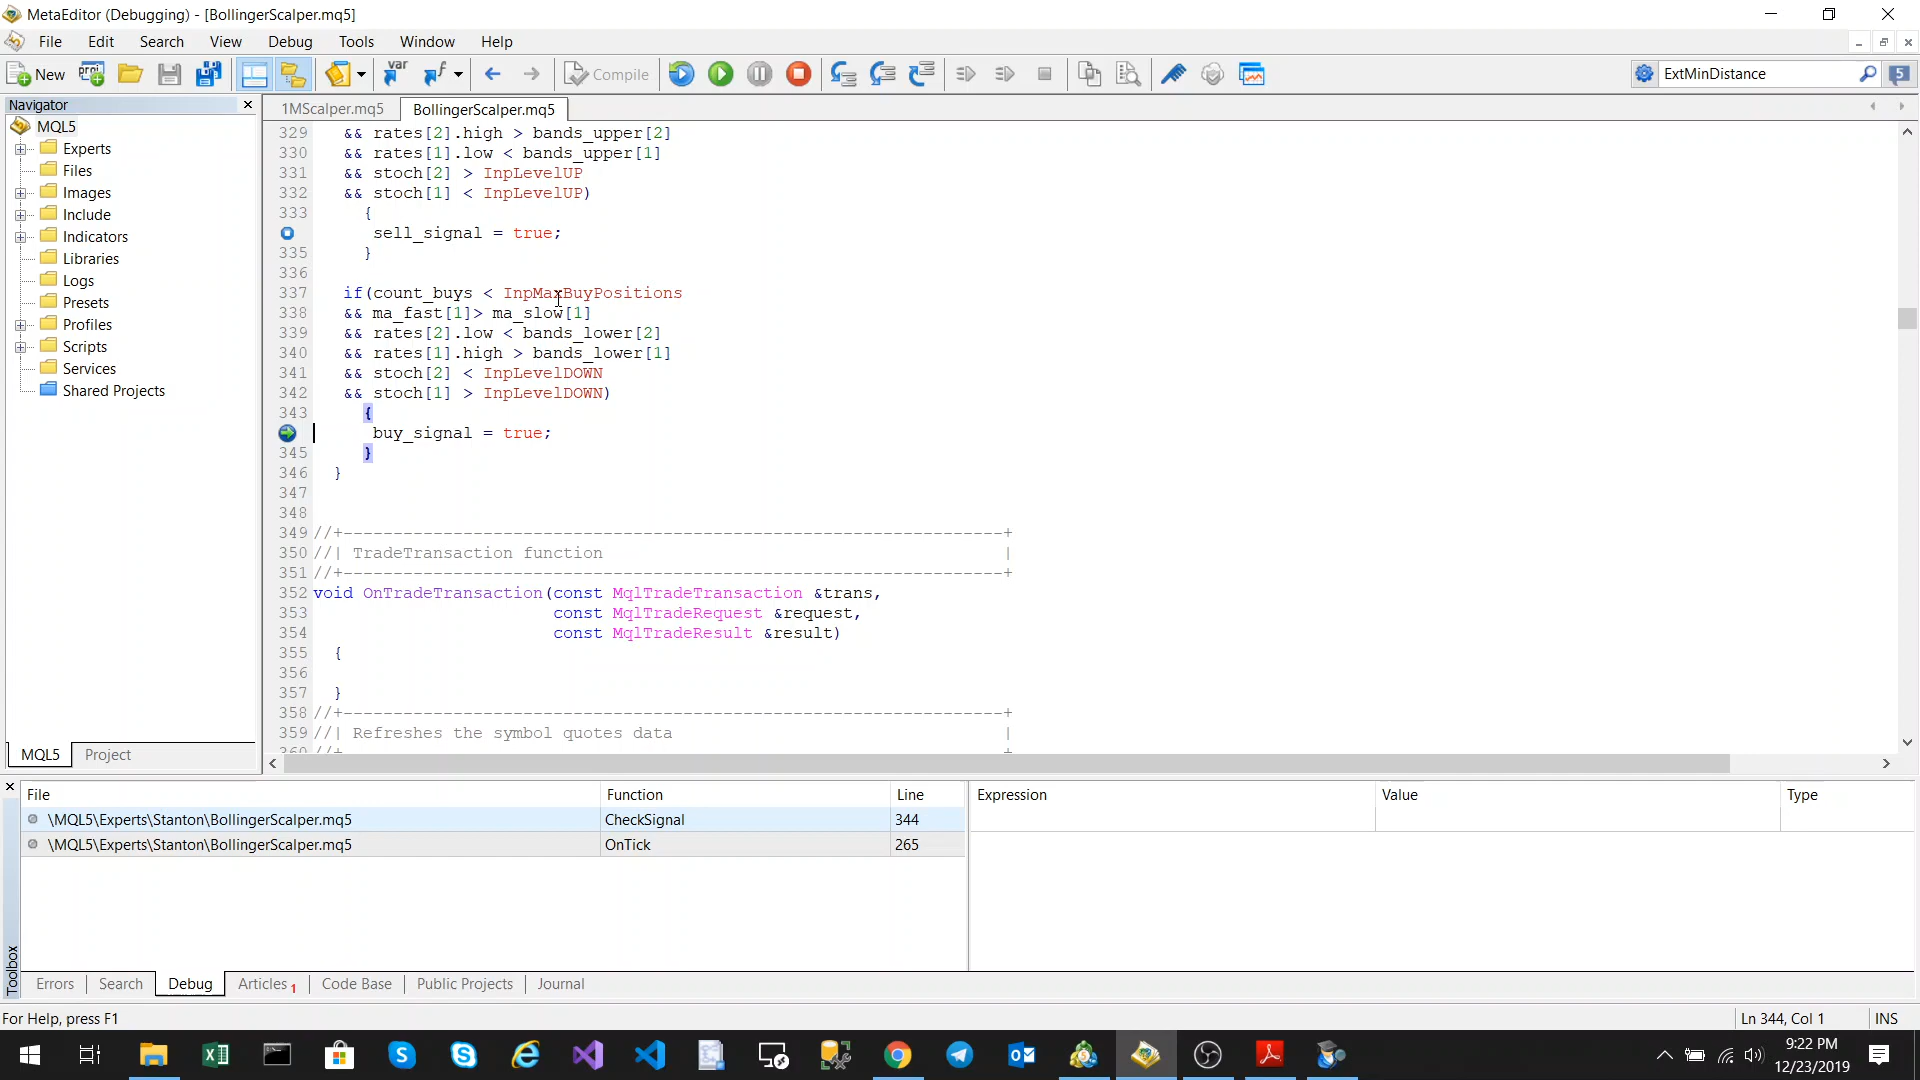 MetaEditor (Debugging) - [BollingerScalper.mq5]
File Edit Search View Debug Tools Window Help
New Compile ExtMinDistance 5
Navigator
MQL5
Experts
Files
Images
Include
Indicators
Libraries
Logs
Presets
Profiles
Scripts
Services
Shared Projects
MQL5 Project
1MScalper.mq5 BollingerScalper.mq5
329 && rates[2].high > bands_upper[2]
330 && rates[1].low < bands_upper[1]
331 && stoch[2] > InpLevelUP
332 && stoch[1] < InpLevelUP)
333 {
sell_signal = true;
335 }
336
337 if(count_buys < InpMaxBuyPositions
338 && ma_fast[1]> ma_slow[1]
339 && rates[2].low < bands_lower[2]
340 && rates[1].high > bands_lower[1]
341 && stoch[2] < InpLevelDOWN
342 && stoch[1] > InpLevelDOWN)
343 {
buy_signal = true;
345 }
346 }
347
348
349 //+------------------------------------------------------------------+
350 //| TradeTransaction function |
351 //+------------------------------------------------------------------+
352 void OnTradeTransaction(const MqlTradeTransaction &trans,
353 const MqlTradeRequest &request,
354 const MqlTradeResult &result)
355 {
356
357 }
358 //+------------------------------------------------------------------+
359 //| Refreshes the symbol quotes data |
360 //+
Toolbox
File Function Line
\MQL5\Experts\Stanton\BollingerScalper.mq5 CheckSignal 344
\MQL5\Experts\Stanton\BollingerScalper.mq5 OnTick 265
Expression Value Type
Errors Search Debug Articles 1 Code Base Public Projects Journal
For Help, press F1
Ln 344, Col 1 INS
9:22 PM
12/23/2019